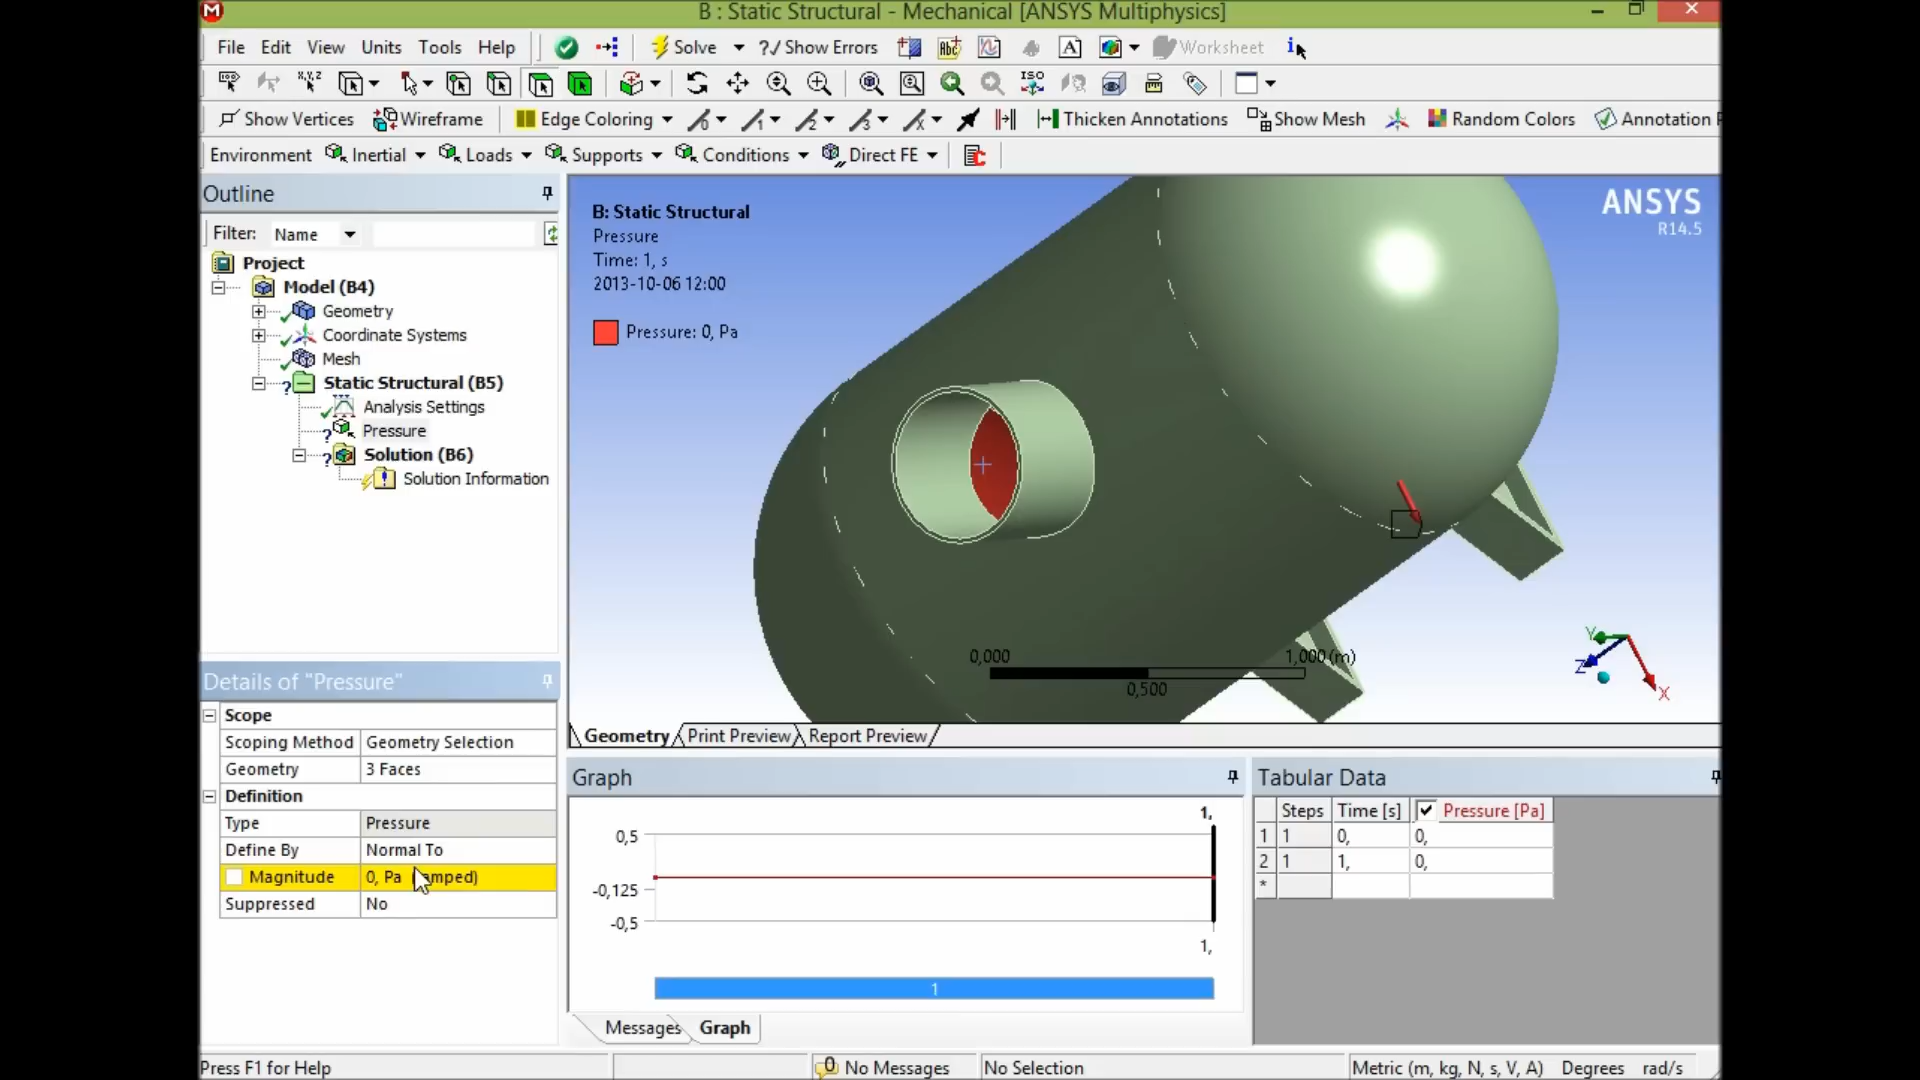 B : Static Structural - Mechanical [ANSYS Multiphysics]
File Edit View Units Tools Help Solve ?/ Show Errors Worksheet
ISO
Show Vertices Wireframe Edge Coloring Thicken Annotations Show Mesh Random Colors Annotation
Environment Inertial Loads Supports Conditions Direct FE
Outline
Filter: Name
Project
Model (B4)
Geometry
Coordinate Systems
Mesh
Static Structural (B5)
Analysis Settings
Pressure
Solution (B6)
Solution Information
B: Static Structural
Pressure
Time: 1, s
2013-10-06 12:00
Pressure: 0, Pa
ANSYS
R14.5
0,000 1,000 (m)
0,500
Y
Z
X
Details of "Pressure"
Scope
Scoping Method Geometry Selection
Geometry 3 Faces
Definition
Type Pressure
Define By Normal To
Magnitude 0, Pa
Suppressed No
Geometry Print Preview Report Preview
Graph
1,
0,5
-0,125
-0,5
1,
1
Messages Graph
Tabular Data
Steps Time [s] Pressure [Pa]
1 1 0, 0,
2 1 1, 0,
*
Press F1 for Help 0 No Messages No Selection Metric (m, kg, N, s, V, A) Degrees rad/s